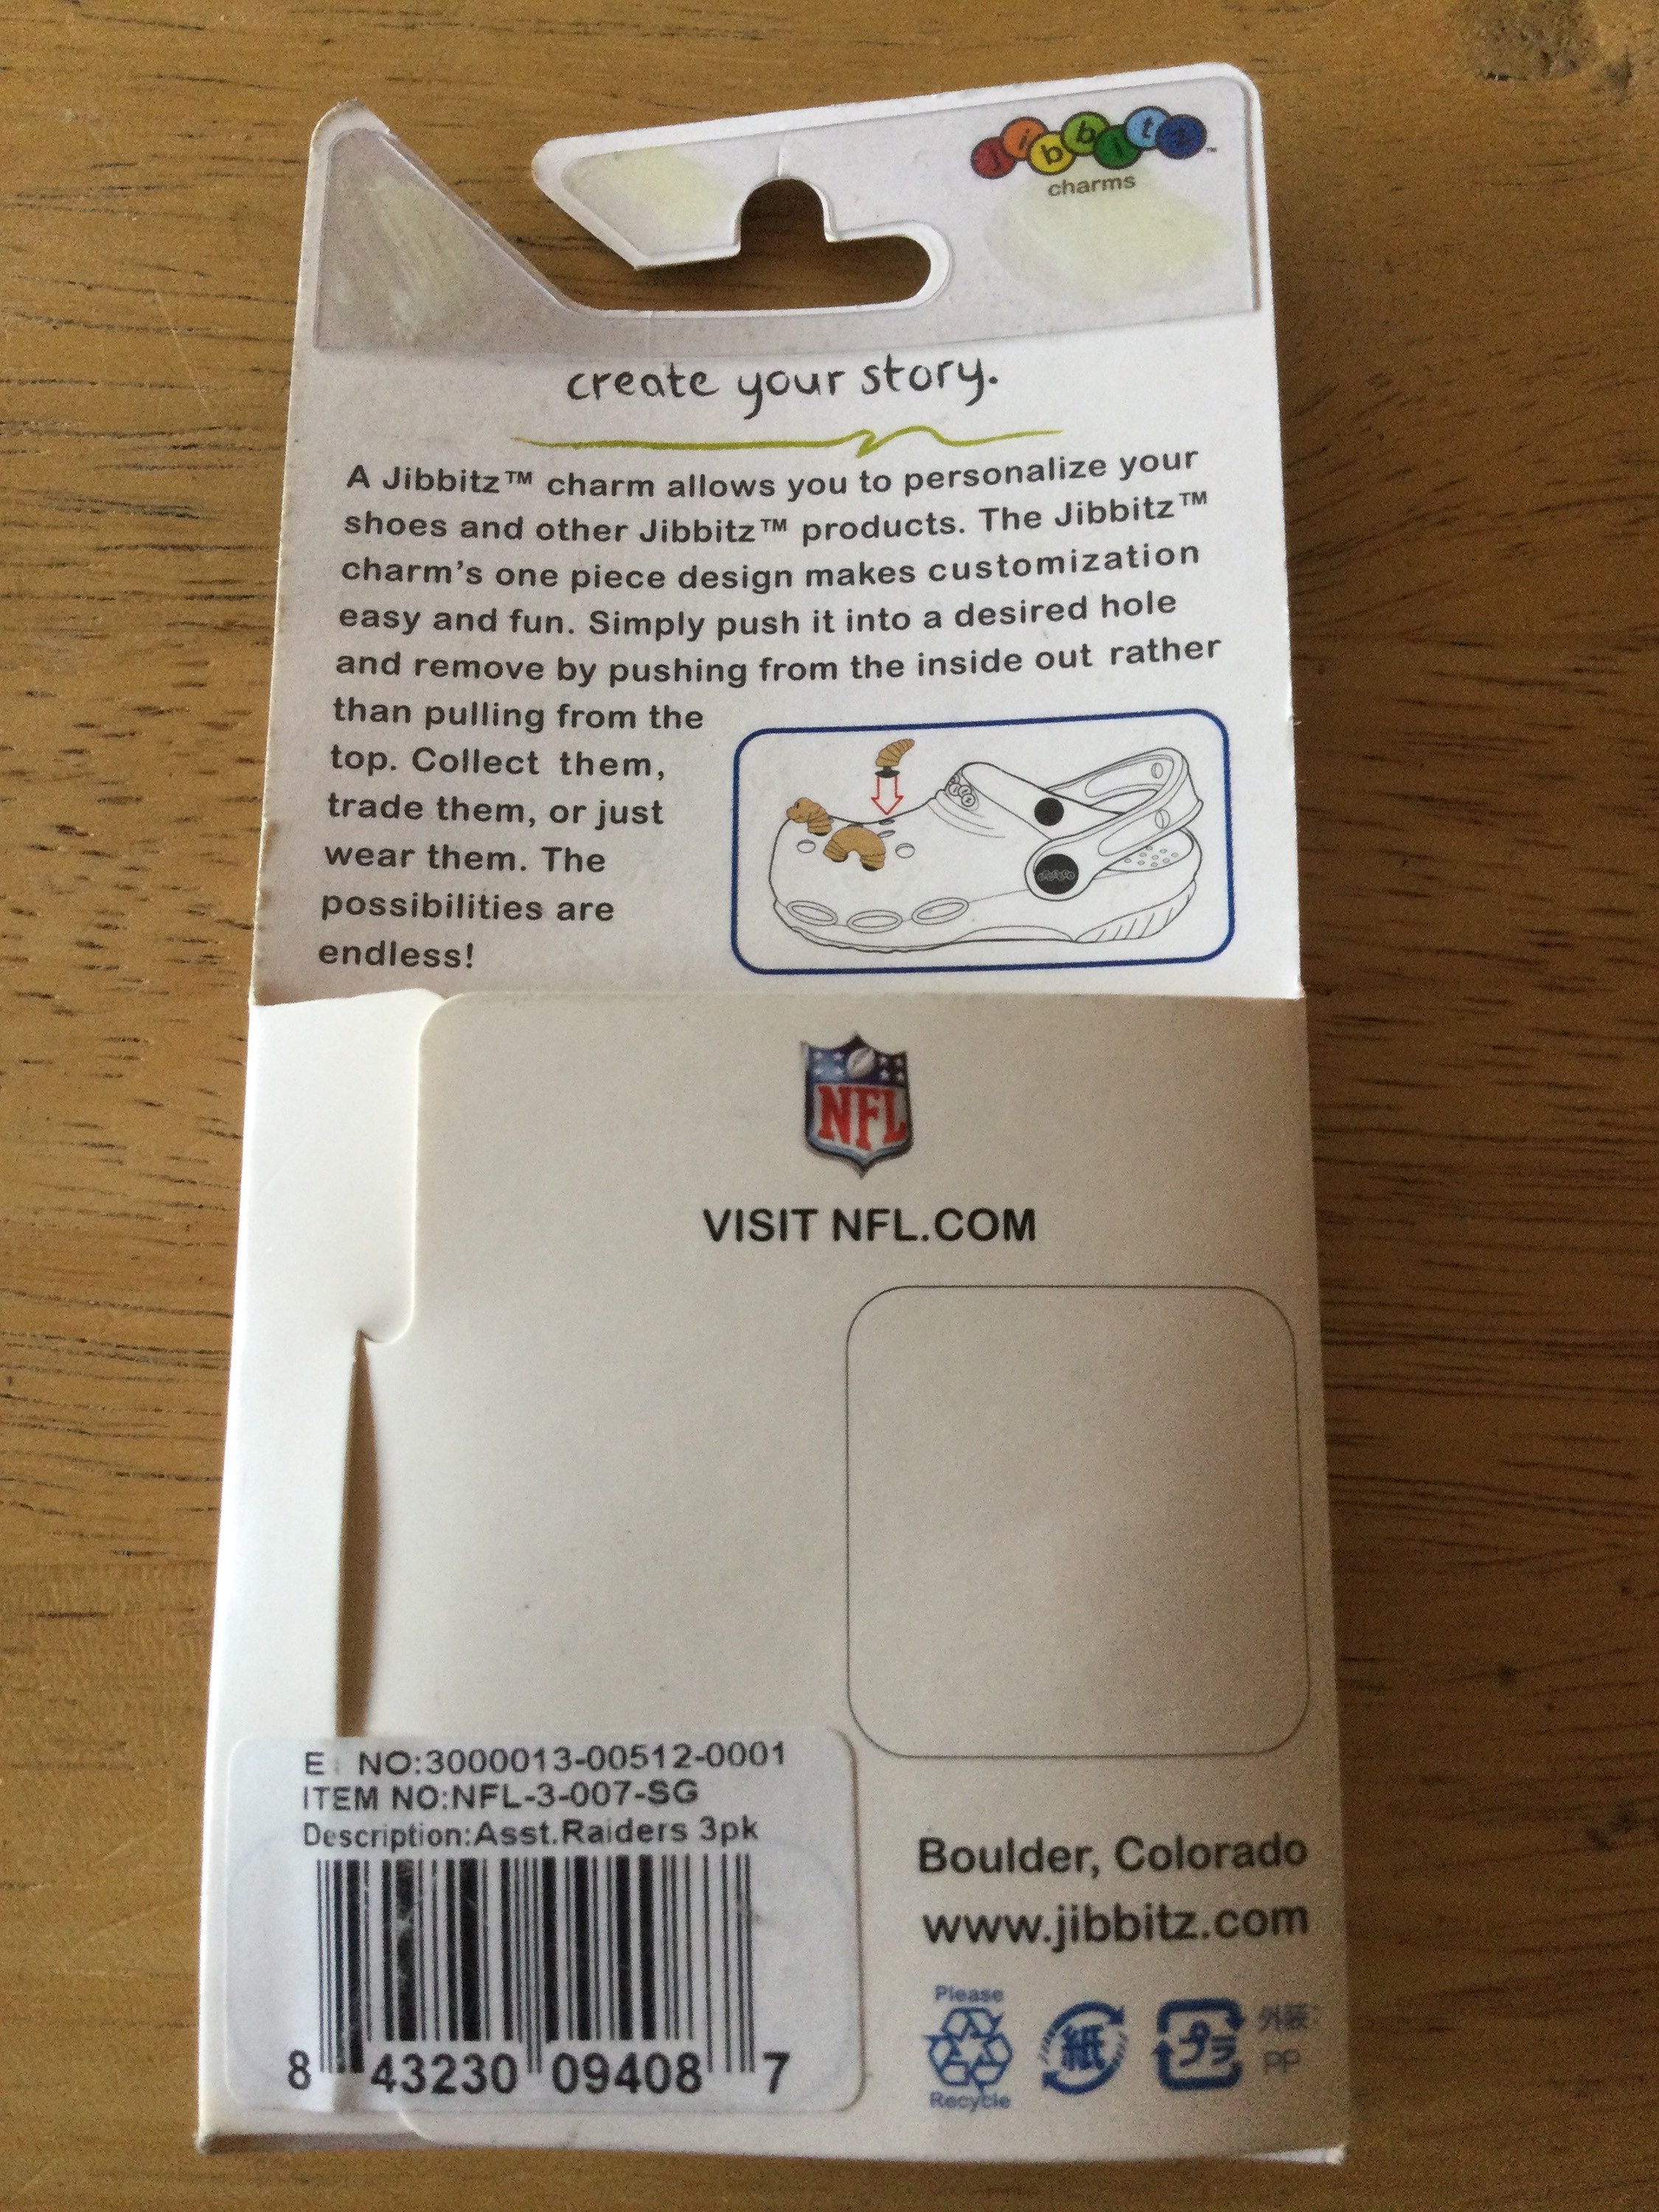 jibbitz™
charms
create your story.
A Jibbitz™ charm allows you to personalize your
shoes and other Jibbitz™ products. The Jibbitz™
charm's one piece design makes customization
easy and fun. Simply push it into a desired hole
and remove by pushing from the inside out rather
than pulling from the
top. Collect them,
trade them, or just
wear them. The
possibilities are
endless!
NFL
VISIT NFL.COM
NO:3000013-00512-0001
ITEM NO:NFL-3-007-SG
Description:Asst.Raiders 3pk
8 43230 09408 7
Boulder, Colorado
www.jibbitz.com
Please
Recycle
紙
プラ
外装:
PP